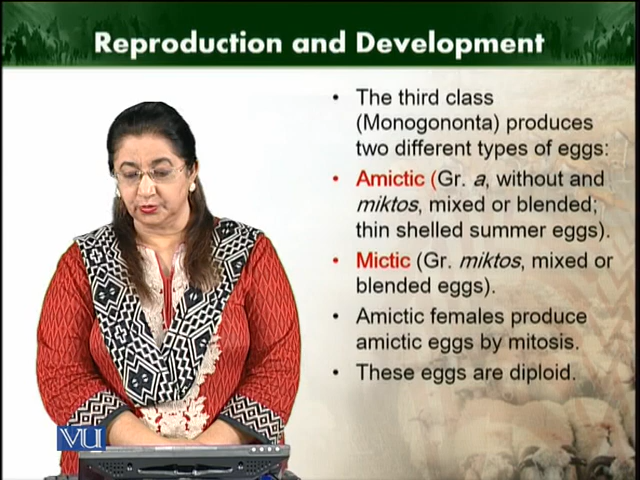 Reproduction and Development
• The third class
(Monogononta) produces
two different types of eggs:
• Amictic (Gr. a, without and
miktos, mixed or blended;
thin shelled summer eggs).
• Mictic (Gr. miktos, mixed or
blended eggs).
• Amictic females produce
amictic eggs by mitosis.
• These eggs are diploid.
VU